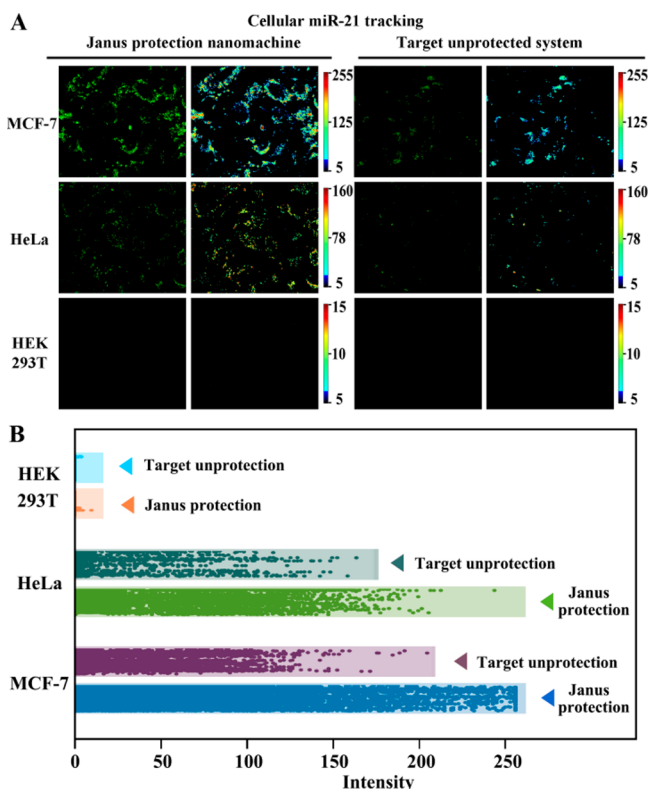 A
Cellular miR-21 tracking
Janus protection nanomachine
Target unprotected system
MCF-7
255
125
5
255
125
5
HeLa
160
78
5
160
78
5
HEK
293T
15
10
5
15
10
5
B
HEK
293T
Target unprotection
Janus protection
HeLa
Target unprotection
Janus
protection
MCF-7
Target unprotection
Janus
protection
0
50
100
150
200
250
Intensity